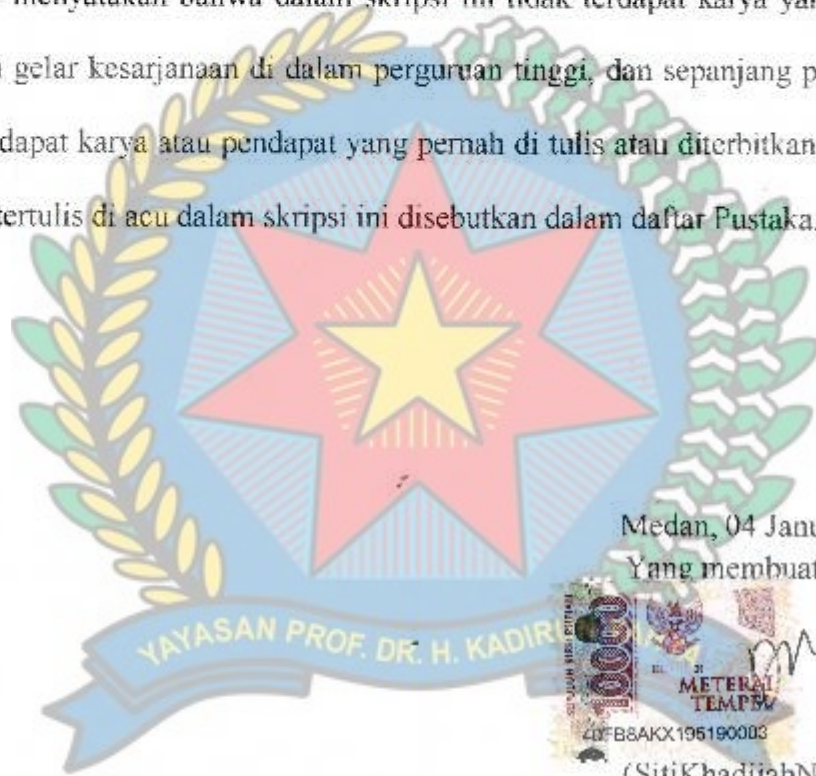 menyatakan bahwa dalam skripsi ini tidak terdapat karya yan
gelar kesarjanaan di dalam perguruan tinggi, dan sepanjang p
dapat karya atau pendapat yang pernah di tulis atau diterbitkan
tertulis di acu dalam skripsi ini disebutkan dalam daftar Pustaka.
Medan, 04 Janu
Yang membuat
YAYASAN PROF. DR. H. KADIRU
10000
METERAI
TEMPEL
FB8AKX195190003
(SitiKhadijahN